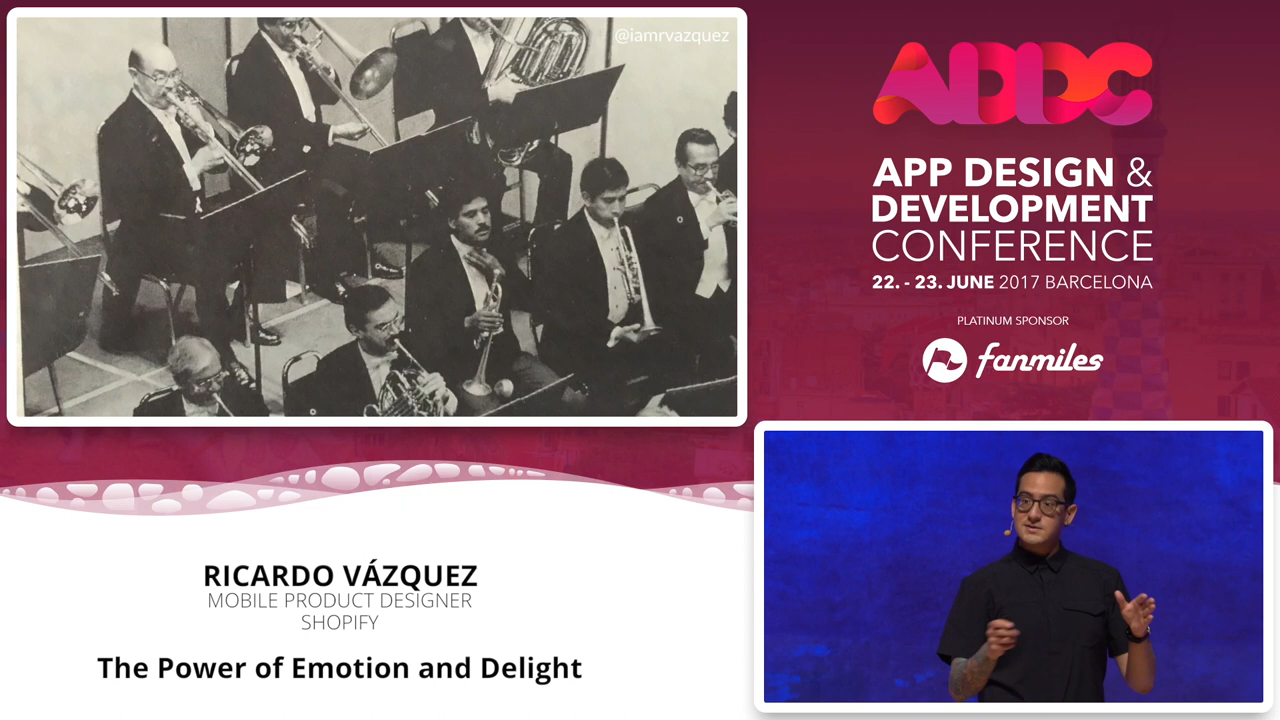 @iamrvazquez
ADDC
APP DESIGN &
DEVELOPMENT
CONFERENCE
22. - 23. JUNE 2017 BARCELONA
PLATINUM SPONSOR
fanmiles
RICARDO VÁZQUEZ
MOBILE PRODUCT DESIGNER
SHOPIFY
The Power of Emotion and Delight